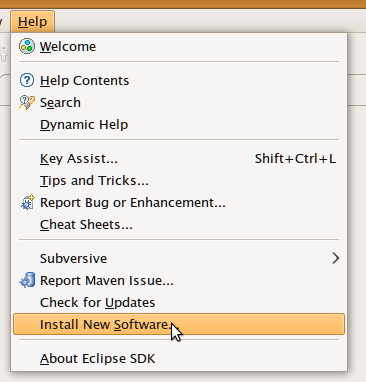 Help
Welcome
Help Contents
Search
Dynamic Help
Key Assist... Shift+Ctrl+L
Tips and Tricks...
Report Bug or Enhancement...
Cheat Sheets...
Subversive
Report Maven Issue...
Check for Updates
Install New Software...
About Eclipse SDK